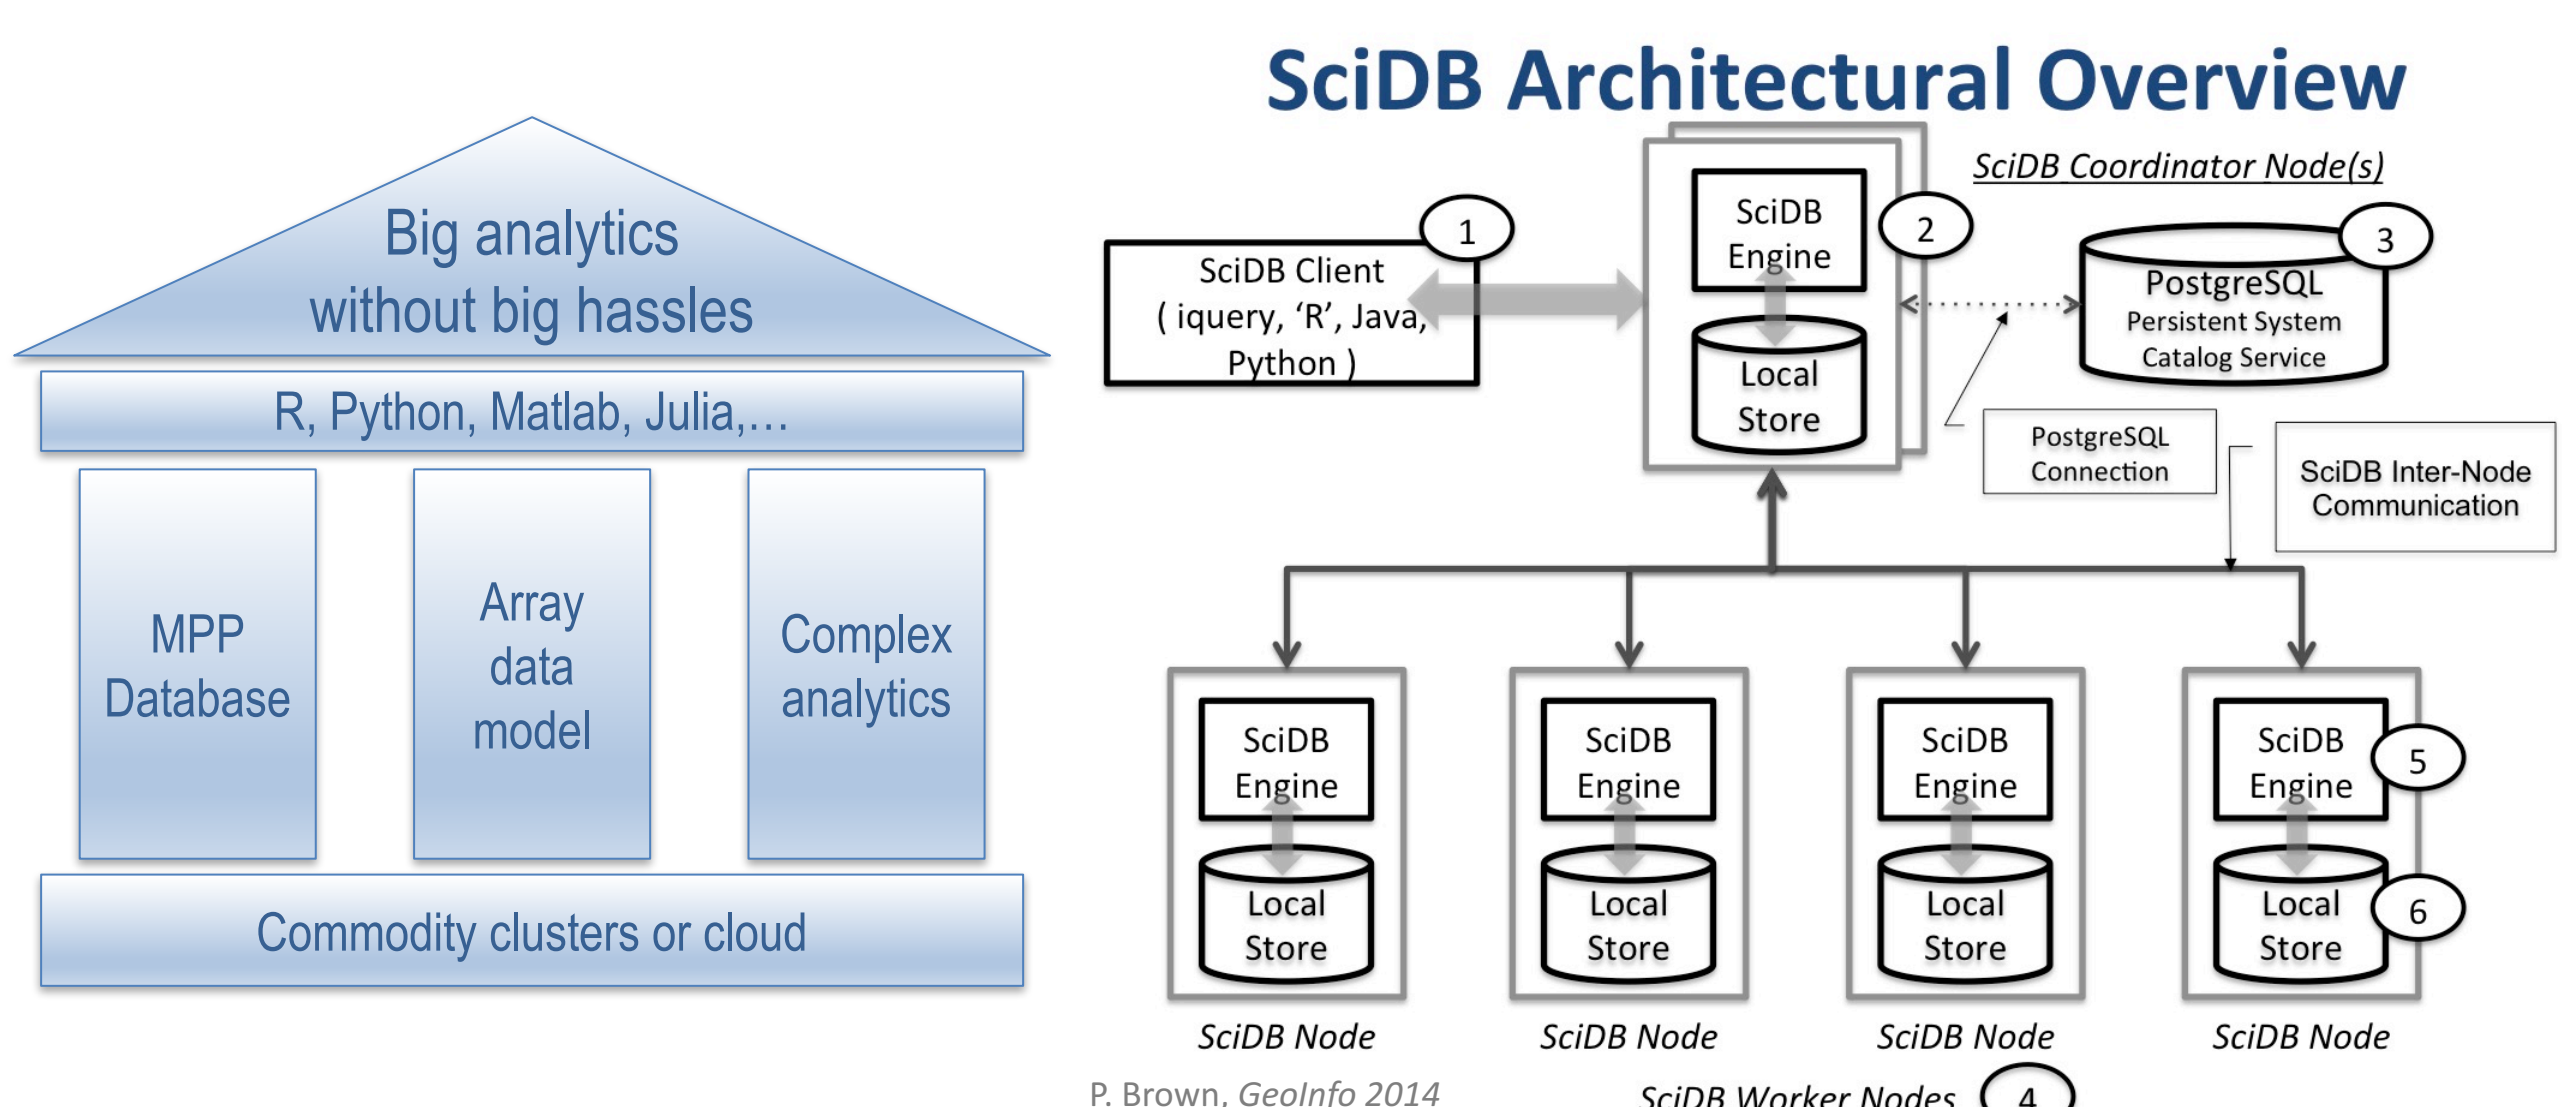 SciDB Architectural Overview
Big analytics
without big hassles
R, Python, Matlab, Julia,...
MPP
Database
Array
data
model
Complex
analytics
Commodity clusters or cloud
1
SciDB Client
( iquery, ‘R’, Java,
Python )
SciDB
Engine
Local
Store
2
SciDB Coordinator Node(s)
3
PostgreSQL
Persistent System
Catalog Service
PostgreSQL
Connection
SciDB Inter-Node
Communication
SciDB
Engine
Local
Store
SciDB Node
SciDB
Engine
Local
Store
SciDB Node
SciDB
Engine
Local
Store
SciDB Node
SciDB
Engine
5
Local
Store
6
SciDB Node
P. Brown, GeoInfo 2014
SciDB Worker Nodes
4